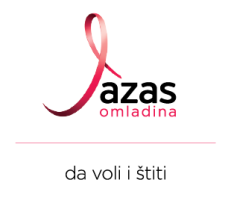 azas
omladina
da voli i štiti